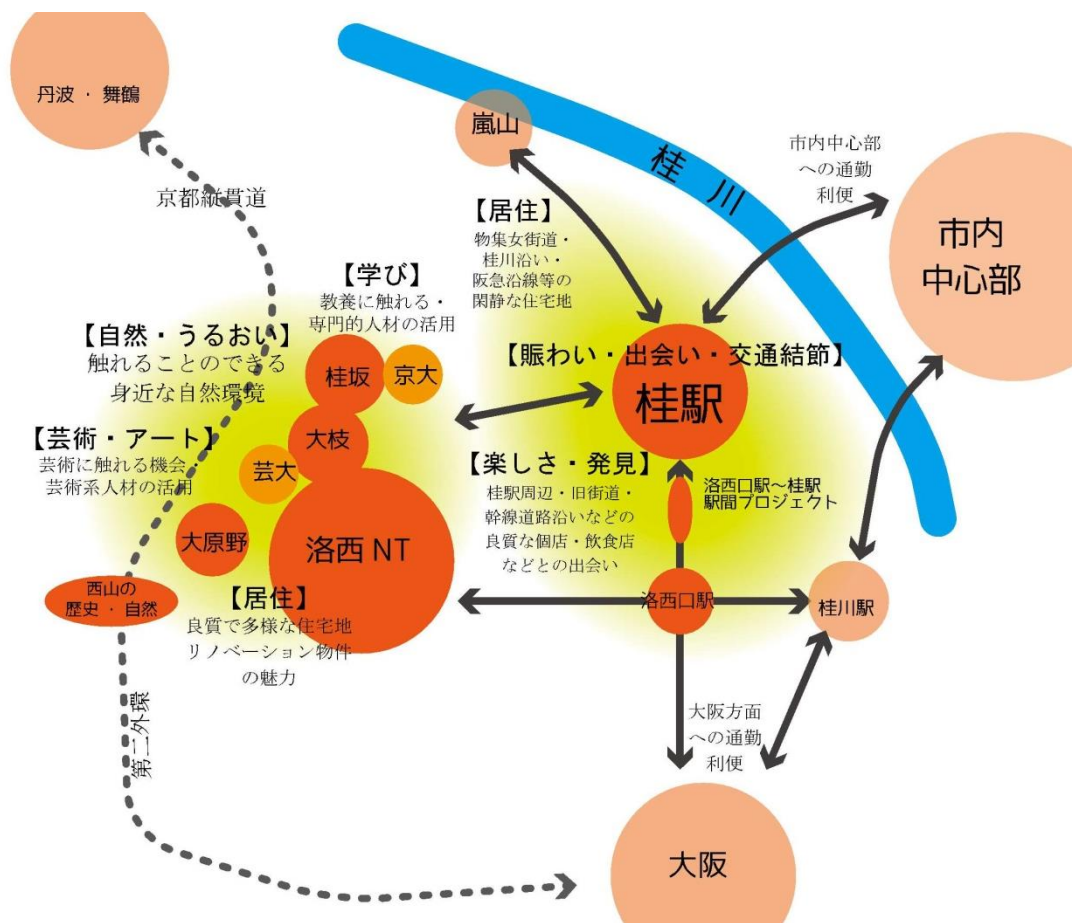 丹波・舞鶴
京都縦貫道
嵐山
桂川
市内中心部
への通勤
利便
市内
中心部
【居住】
物集女街道・
桂川沿い・
阪急沿線等の
閑静な住宅地
【学び】
教養に触れる・
専門的人材の活用
【自然・うるおい】
触れることのできる
身近な自然環境
桂坂
京大
【賑わい・出会い・交通結節】
桂駅
【芸術・アート】
芸術に触れる機会・
芸術系人材の活用
大枝
芸大
【楽しさ・発見】
桂駅周辺・旧街道・
幹線道路沿いなどの
良質な個店・飲食店
などとの出会い
洛西口駅~桂駅
駅間プロジェクト
大原野
洛西 NT
西山の
歴史・自然
【居住】
良質で多様な住宅地
リノベーション物件
の魅力
洛西口駅
桂川駅
第二外環
大阪方面
への通勤
利便
大阪